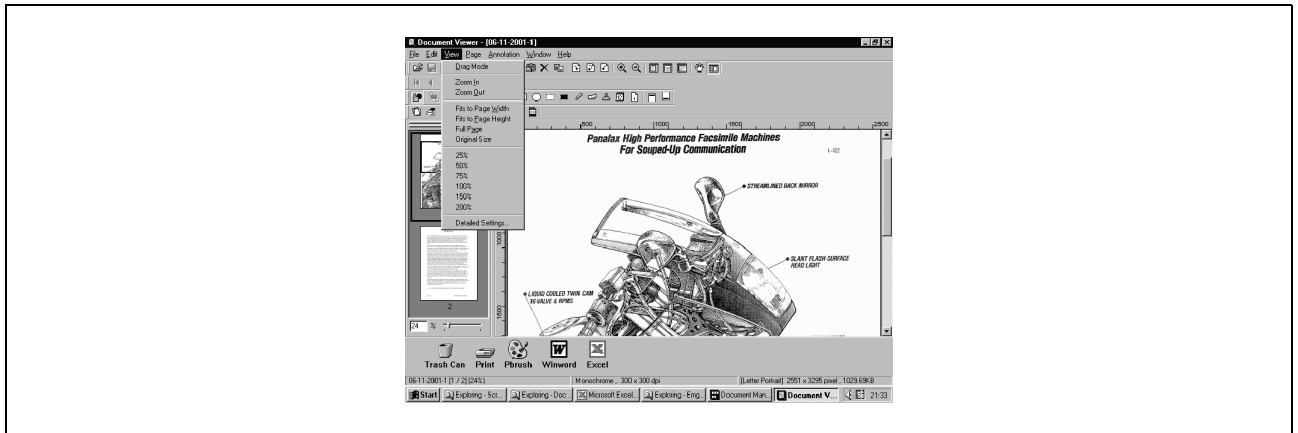 Document Viewer - [06-11-2001-1]
File Edit View Page Annotation Window Help
Drag Mode
Zoom In
Zoom Out
Fits to Page Width
Fits to Page Height
Full Page
Original Size
25%
50%
75%
100%
150%
200%
Detailed Settings...
500 1000 1500 2000 2500
Panafax High Performance Facsimile Machines
For Souped-Up Communication
STREAMLINED BACK MIRROR
SLANT FLASH-SURFACE
HEAD LIGHT
LIQUID COOLED TWIN CAM
16-VALVE & RPMS
1000
1500
2
24 %
Trash Can Print Pbrush Winword Excel
06-11-2001-1 [1 / 2] (24%) Monochrome , 300 x 300 dpi [Letter Portrait] 2551 x 3295 pixel , 1029.69KB
Start Exploring - Scr... Exploring - Doc... Microsoft Excel... Exploring - Emg... Document Man... Document V... 21:33